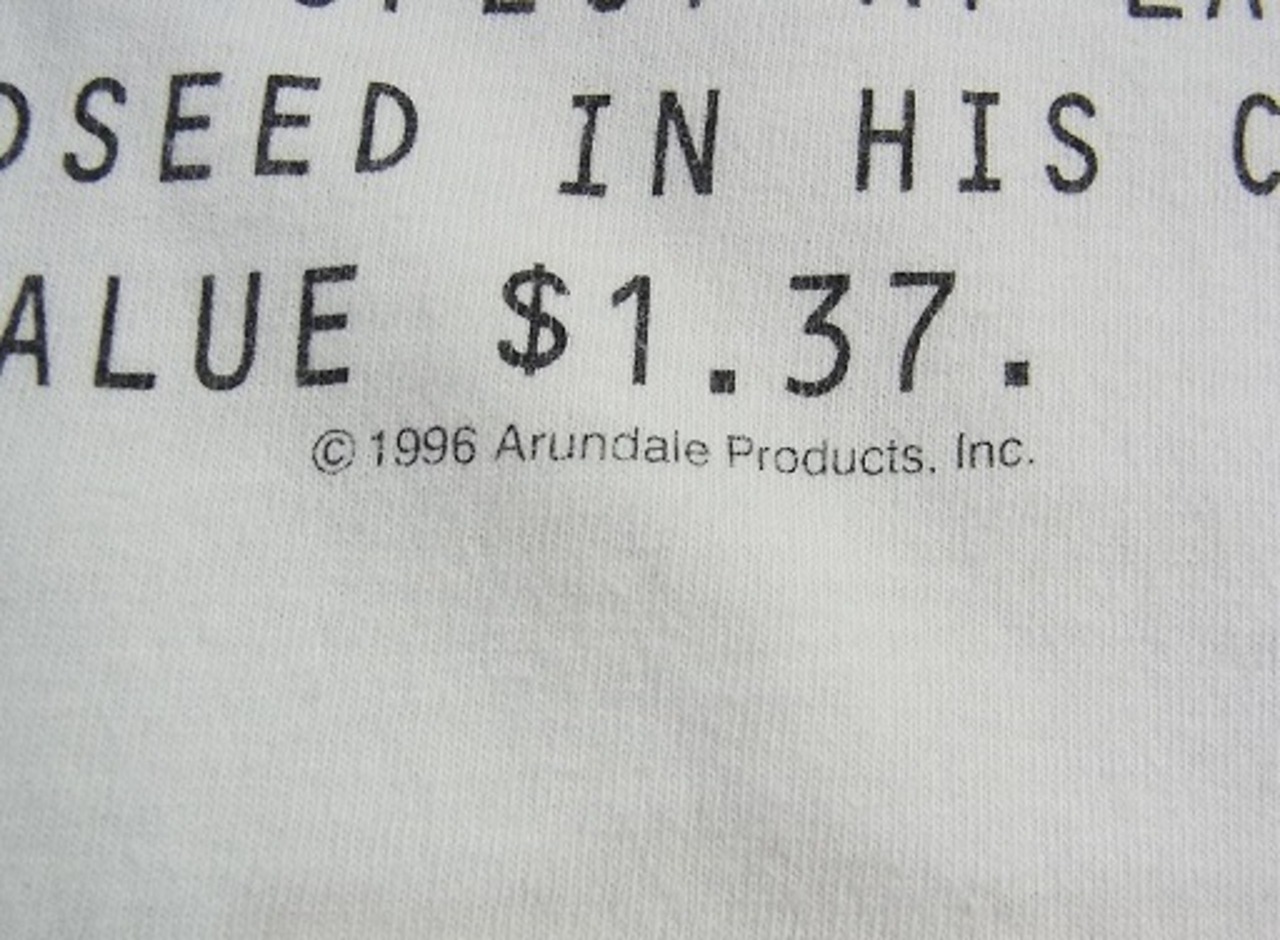 DSEED IN HIS C
ALUE $1.37.
© 1996 Arundale Products, Inc.